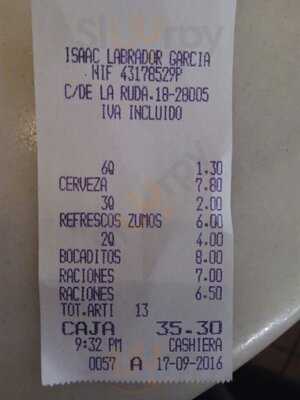 ISAAC LABRADOR GARCIA
NIF 43178529P
C/DE LA RUDA.18-28005
IVA INCLUIDO
6Q 1.30
CERVEZA 7.80
3Q 2.00
REFRESCOS ZUMOS 6.00
2Q 4.00
BOCADITOS 8.00
RACIONES 7.00
RACIONES 6.50
TOT.ARTI 13
CAJA 35.30
9:32 PM CASHIERA
0057 A 17-09-2016